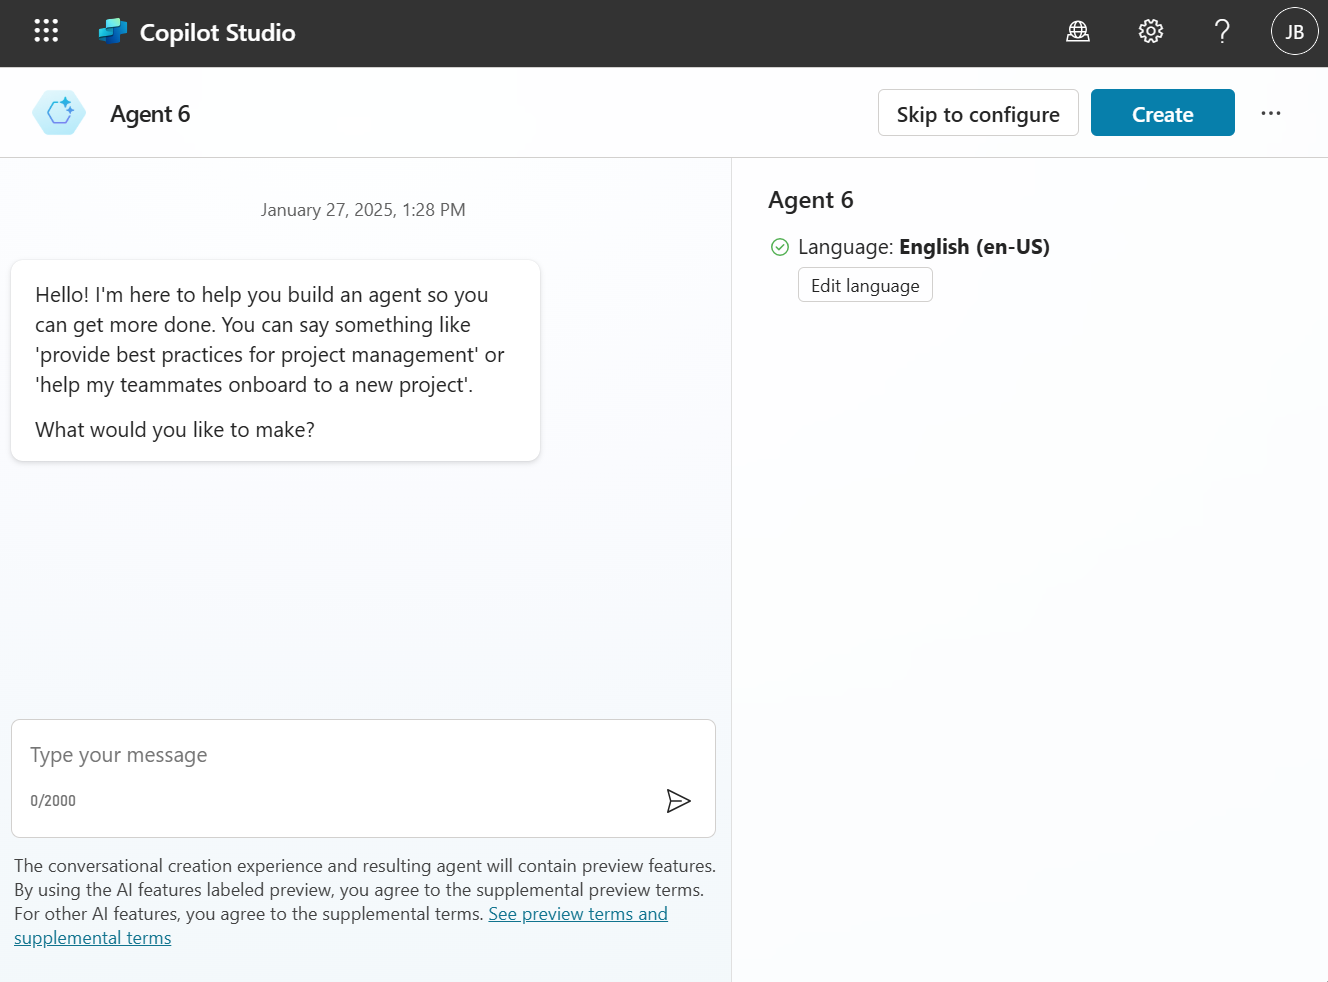 Copilot Studio
JB
Agent 6
Skip to configure
Create
January 27, 2025, 1:28 PM
Hello! I'm here to help you build an agent so you
can get more done. You can say something like
'provide best practices for project management' or
'help my teammates onboard to a new project'.
What would you like to make?
Type your message
0/2000
The conversational creation experience and resulting agent will contain preview features.
By using the AI features labeled preview, you agree to the supplemental preview terms.
For other AI features, you agree to the supplemental terms. See preview terms and
supplemental terms
Agent 6
Language: English (en-US)
Edit language